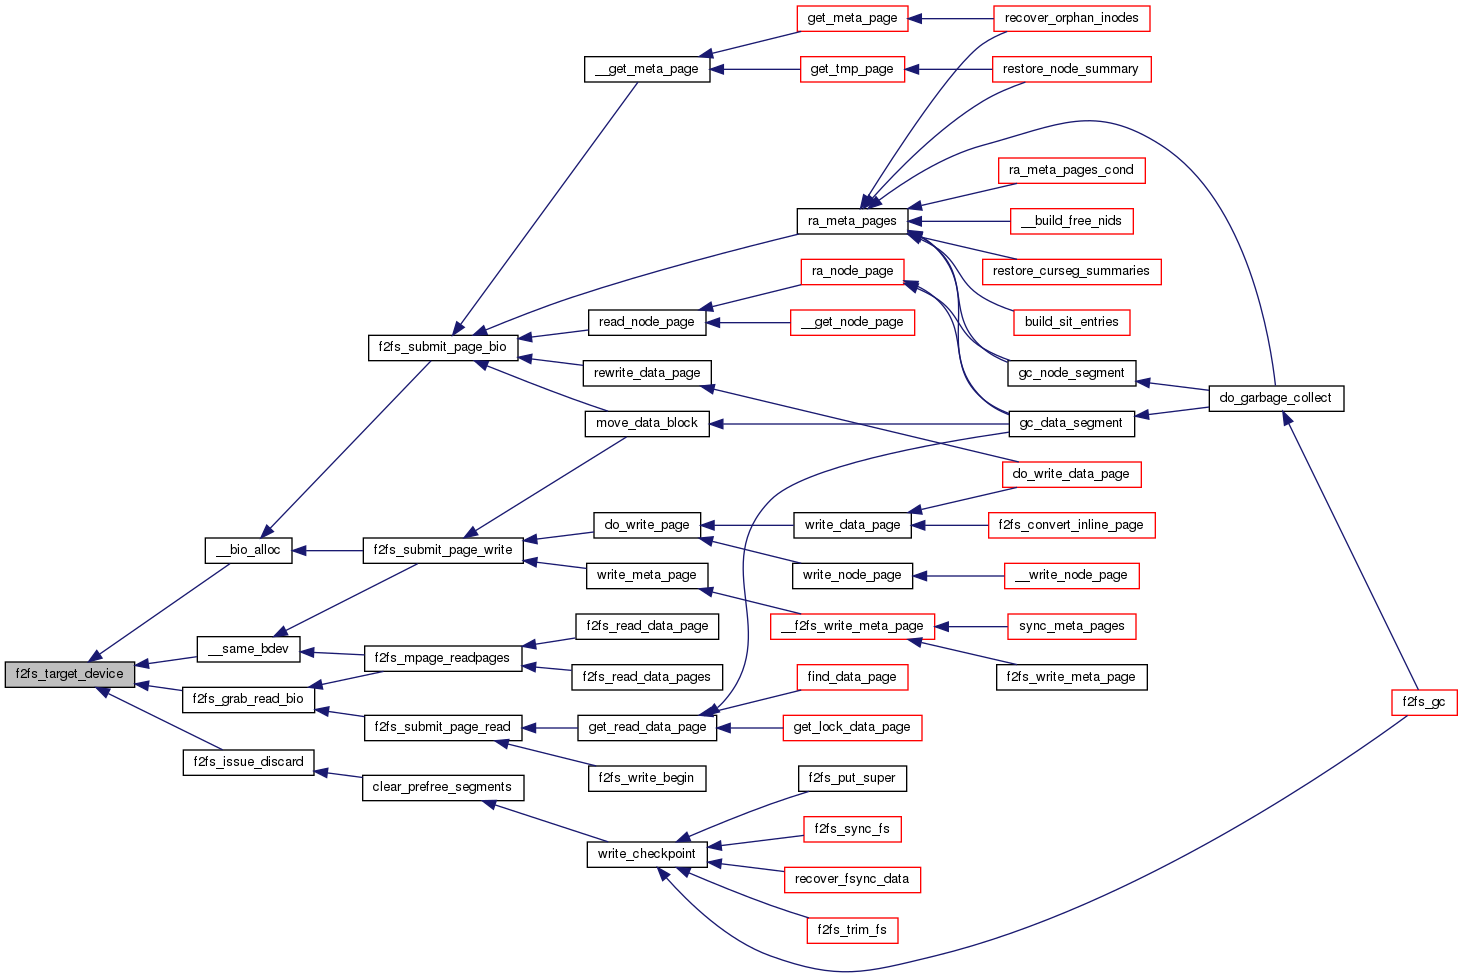 get_meta_page
recover_orphan_inodes
__get_meta_page
get_tmp_page
restore_node_summary
ra_meta_pages_cond
ra_meta_pages
__build_free_nids
ra_node_page
restore_curseg_summaries
read_node_page
__get_node_page
build_sit_entries
f2fs_submit_page_bio
rewrite_data_page
gc_node_segment
do_garbage_collect
move_data_block
gc_data_segment
do_write_data_page
do_write_page
write_data_page
f2fs_convert_inline_page
__bio_alloc
f2fs_submit_page_write
write_meta_page
write_node_page
__write_node_page
f2fs_read_data_page
__f2fs_write_meta_page
sync_meta_pages
__same_bdev
f2fs_mpage_readpages
f2fs_target_device
f2fs_read_data_pages
find_data_page
f2fs_write_meta_page
f2fs_grab_read_bio
f2fs_gc
f2fs_submit_page_read
get_read_data_page
get_lock_data_page
f2fs_issue_discard
f2fs_write_begin
f2fs_put_super
clear_prefree_segments
f2fs_sync_fs
write_checkpoint
recover_fsync_data
f2fs_trim_fs